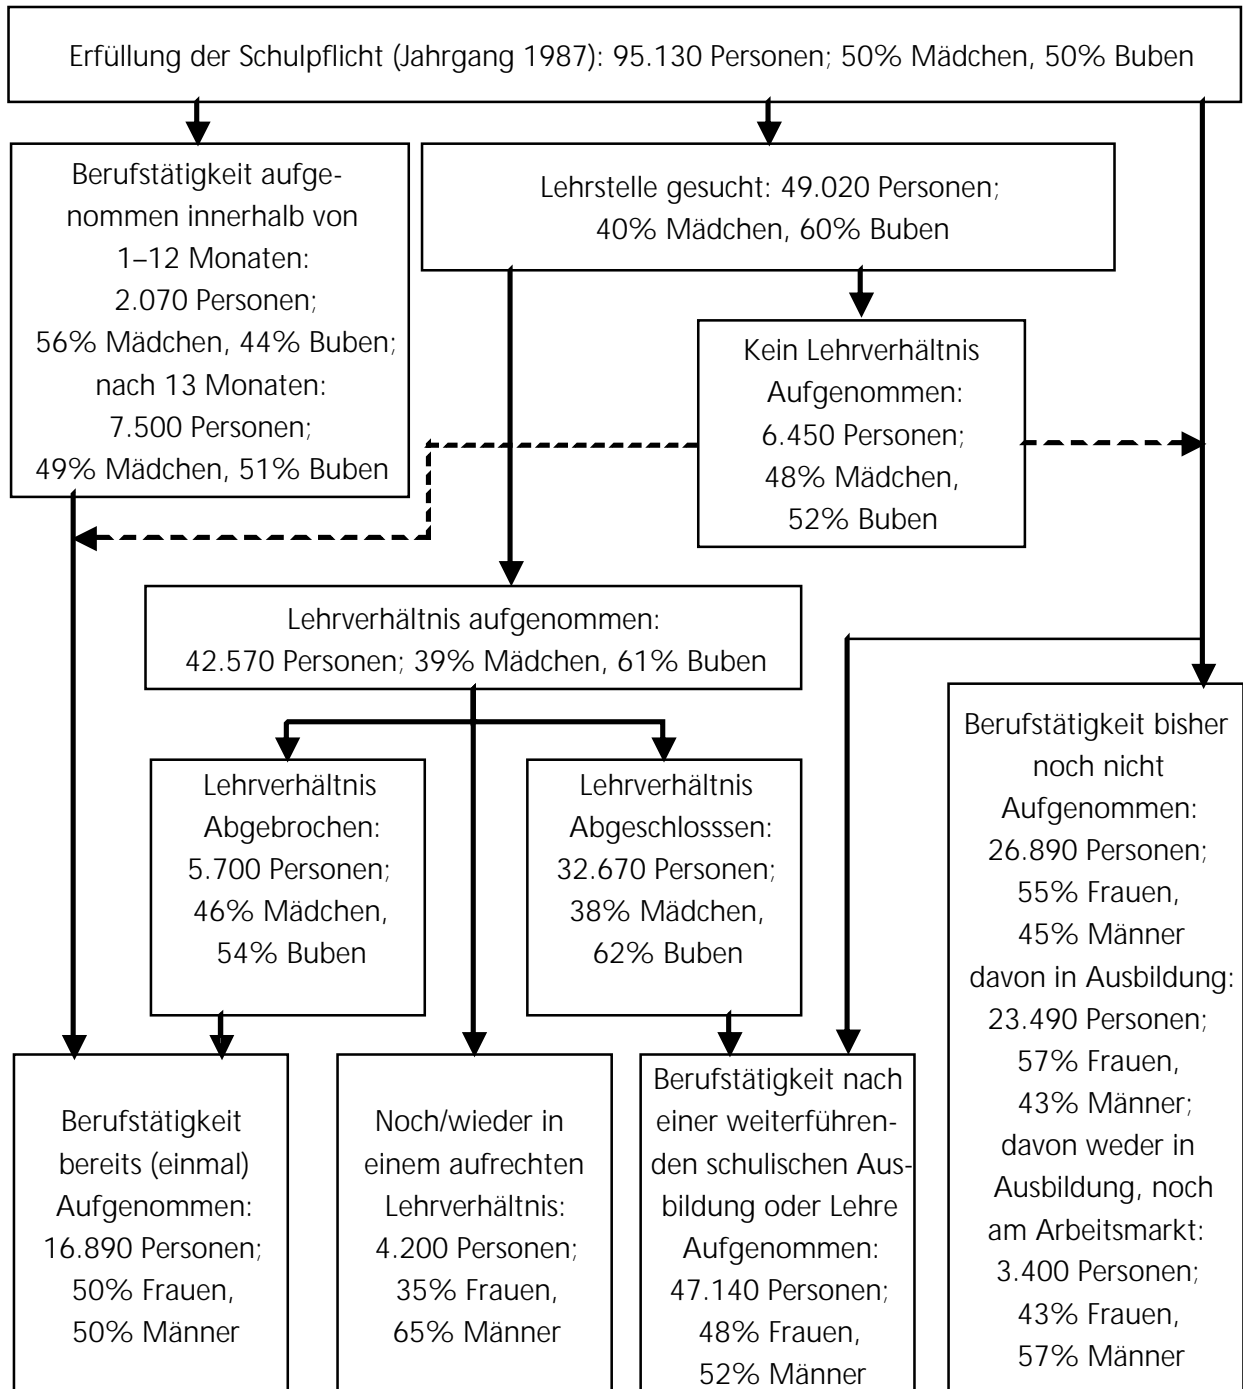 Erfüllung der Schulpflicht (Jahrgang 1987): 95.130 Personen; 50% Mädchen, 50% Buben
Berufstätigkeit aufge-
nommen innerhalb von
1–12 Monaten:
2.070 Personen;
56% Mädchen, 44% Buben;
nach 13 Monaten:
7.500 Personen;
49% Mädchen, 51% Buben
Lehrstelle gesucht: 49.020 Personen;
40% Mädchen, 60% Buben
Kein Lehrverhältnis
Aufgenommen:
6.450 Personen;
48% Mädchen,
52% Buben
Lehrverhältnis aufgenommen:
42.570 Personen; 39% Mädchen, 61% Buben
Lehrverhältnis
Abgebrochen:
5.700 Personen;
46% Mädchen,
54% Buben
Lehrverhältnis
Abgeschlosssen:
32.670 Personen;
38% Mädchen,
62% Buben
Berufstätigkeit bisher
noch nicht
Aufgenommen:
26.890 Personen;
55% Frauen,
45% Männer
davon in Ausbildung:
23.490 Personen;
57% Frauen,
43% Männer;
davon weder in
Ausbildung, noch
am Arbeitsmarkt:
3.400 Personen;
43% Frauen,
57% Männer
Berufstätigkeit
bereits (einmal)
Aufgenommen:
16.890 Personen;
50% Frauen,
50% Männer
Noch/wieder in
einem aufrechten
Lehrverhältnis:
4.200 Personen;
35% Frauen,
65% Männer
Berufstätigkeit nach
einer weiterführen-
den schulischen Aus-
bildung oder Lehre
Aufgenommen:
47.140 Personen;
48% Frauen,
52% Männer